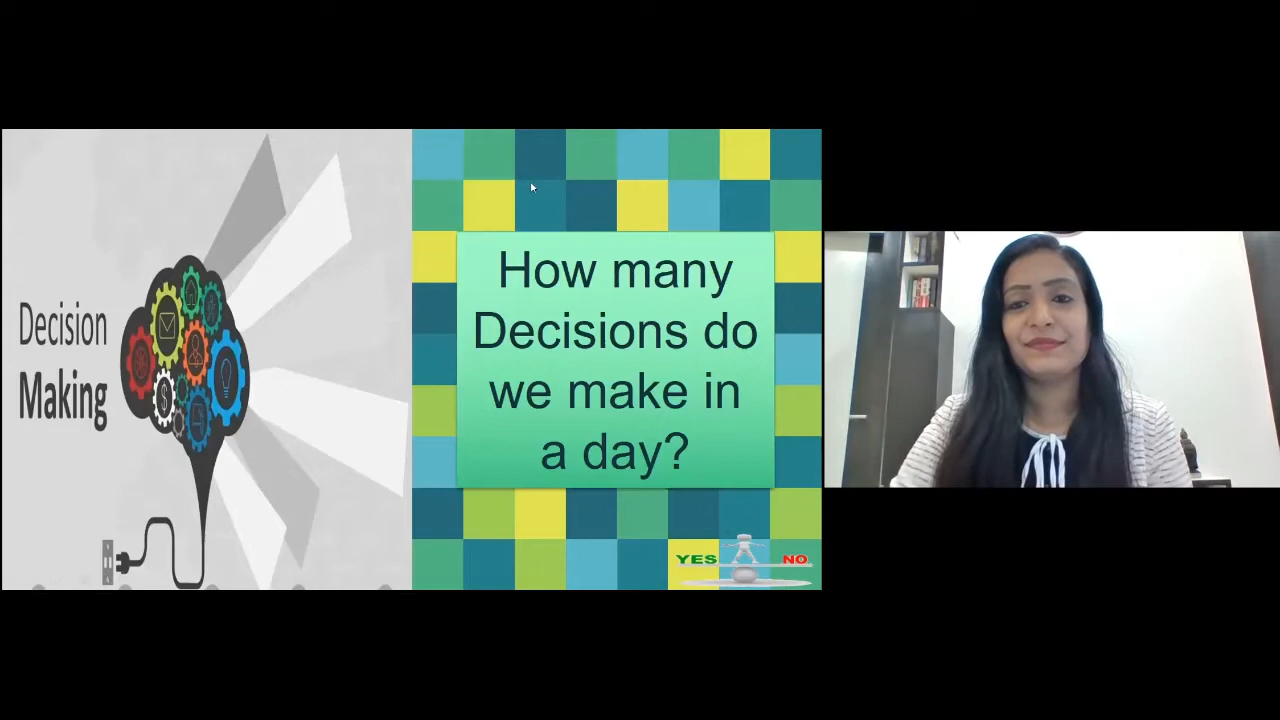 Decision
Making
How many
Decisions do
we make in
a day?
YES
NO
$